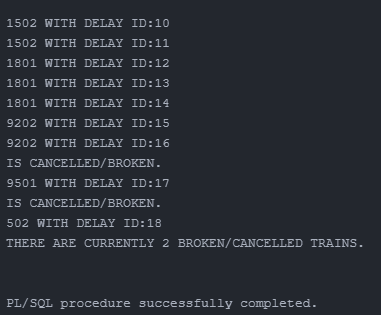 1502 WITH DELAY ID:10
1502 WITH DELAY ID:11
1801 WITH DELAY ID:12
1801 WITH DELAY ID:13
1801 WITH DELAY ID:14
9202 WITH DELAY ID:15
9202 WITH DELAY ID:16
IS CANCELLED/BROKEN.
9501 WITH DELAY ID:17
IS CANCELLED/BROKEN.
502 WITH DELAY ID:18
THERE ARE CURRENTLY 2 BROKEN/CANCELLED TRAINS.
PL/SQL procedure successfully completed.